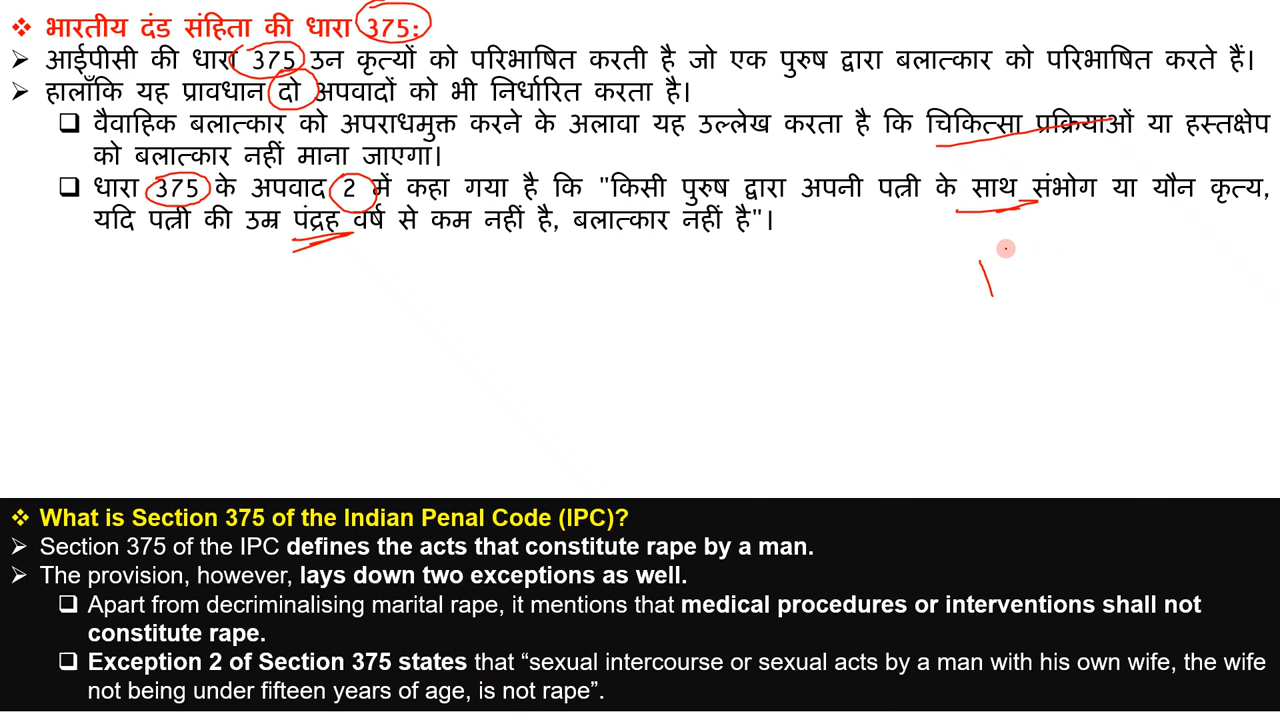 ❖ भारतीय दंड संहिता की धारा 375:
➢ आईपीसी की धारा 375 उन कृत्यों को परिभाषित करती है जो एक पुरुष द्वारा बलात्कार को परिभाषित करते हैं।
➢ हालाँकि यह प्रावधान दो अपवादों को भी निर्धारित करता है।
❑ वैवाहिक बलात्कार को अपराधमुक्त करने के अलावा यह उल्लेख करता है कि चिकित्सा प्रक्रियाओं या हस्तक्षेप
को बलात्कार नहीं माना जाएगा।
❑ धारा 375 के अपवाद 2 में कहा गया है कि "किसी पुरुष द्वारा अपनी पत्नी के साथ संभोग या यौन कृत्य,
यदि पत्नी की उम्र पंद्रह वर्ष से कम नहीं है, बलात्कार नहीं है"।
❖ What is Section 375 of the Indian Penal Code (IPC)?
➢ Section 375 of the IPC defines the acts that constitute rape by a man.
➢ The provision, however, lays down two exceptions as well.
❑ Apart from decriminalising marital rape, it mentions that medical procedures or interventions shall not
constitute rape.
❑ Exception 2 of Section 375 states that “sexual intercourse or sexual acts by a man with his own wife, the wife
not being under fifteen years of age, is not rape”.